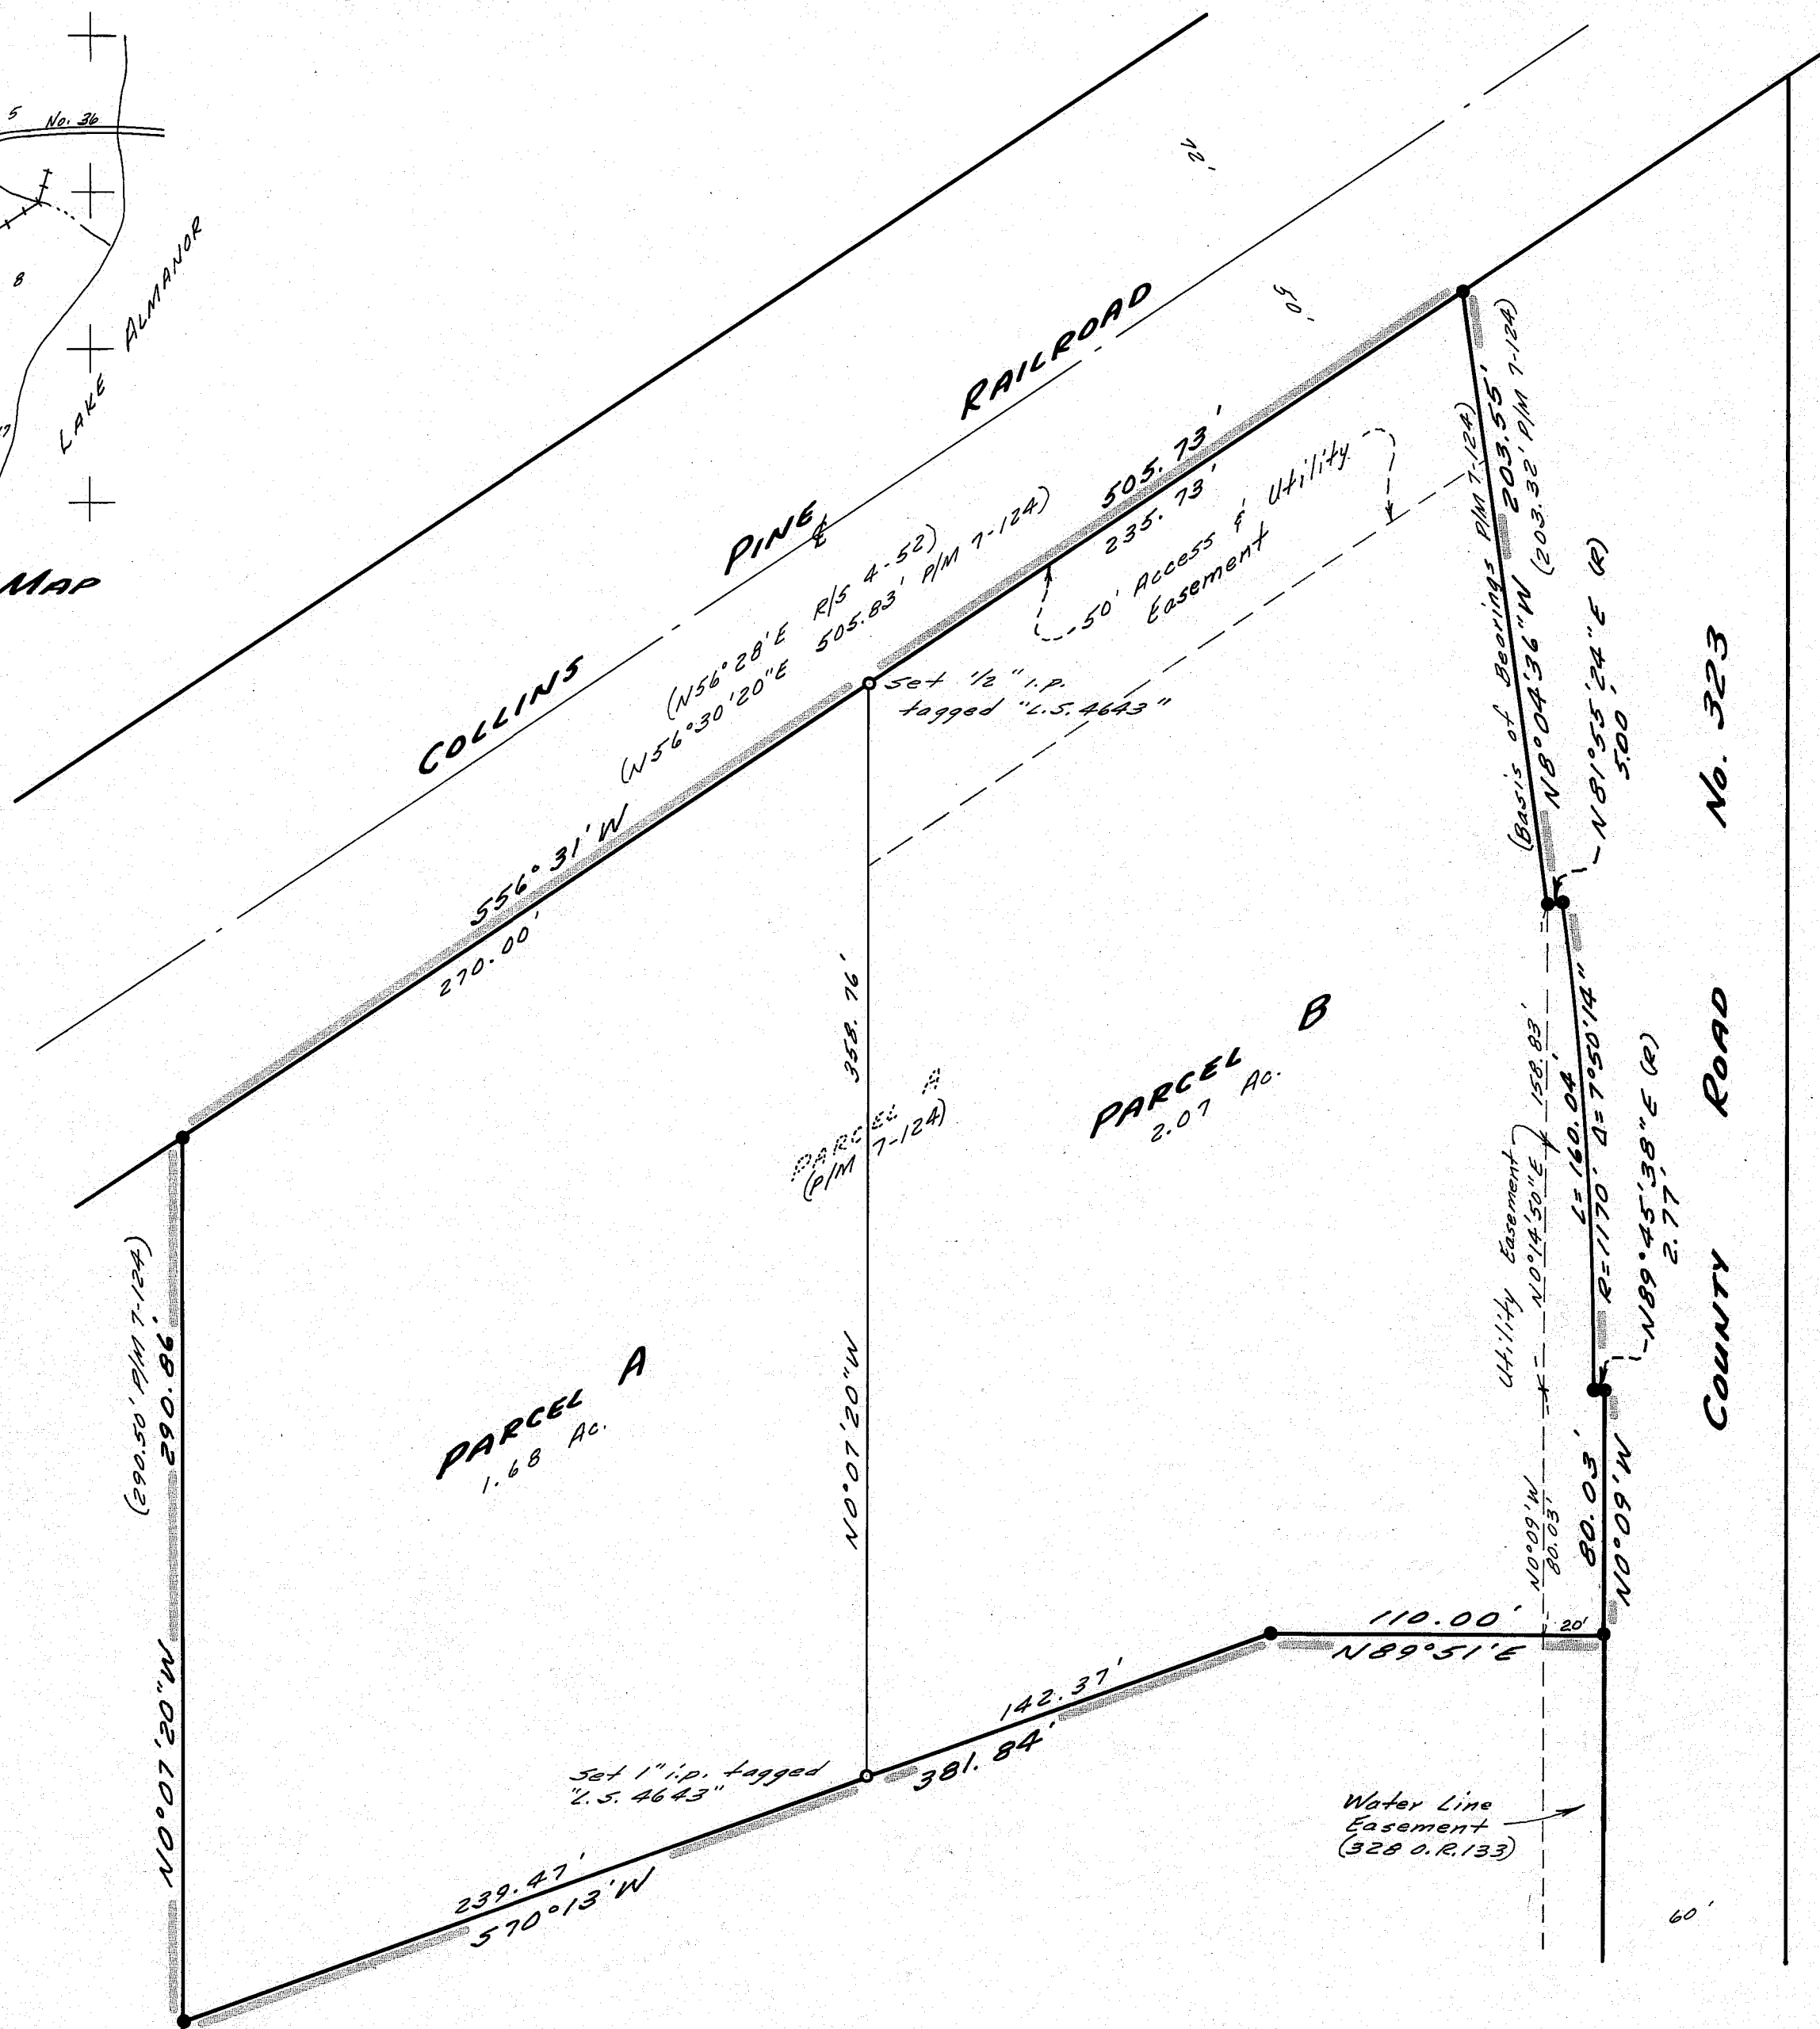 5 No. 36
8
LAKE ALMANOR
MAP
COLLINS PINE RAILROAD
℄
(N56°28'E R/S 4-52)
(N56°30'20"E 505.83' P/M 7-124)
S56°31'W
505.73'
270.00'
235.73'
50' Access & Utility
Easement
Set 1/2" i.p.
tagged "L.S. 4643"
(Basis of Bearings P/M 7-124)
N8°04'36"W 203.55'
(203.32' P/M 7-124)
N81°55'24"E (R)
5.00'
COUNTY ROAD No. 323
358.76'
N0°07'20"W
PARCEL A
(P/M 7-124)
PARCEL B
2.07 Ac.
PARCEL A
1.68 Ac.
(290.50' P/M 7-124)
290.86'
N0°07'20"W
Utility Easement
N0°14'50"E 158.83'
L=160.04'
R=1170' Δ=7°50'14"
N89°45'38"E (R)
2.77'
N0°09'W
80.03'
80.03'
N0°09'W
110.00'
20'
N89°51'E
142.37'
381.84'
Set 1" i.p. tagged
"L.S. 4643"
239.47'
S70°13'W
Water Line
Easement
(328 O.R. 133)
60'